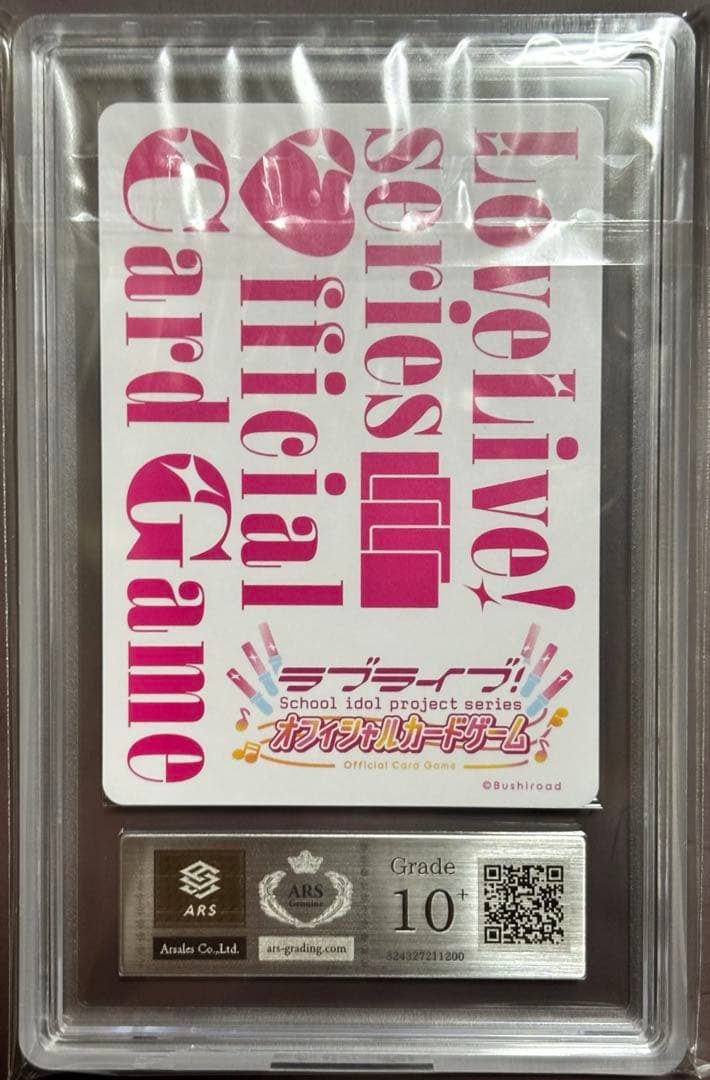 LoveLive!
series
Official
Card Game
ラブライブ!
School idol project series
オフィシャルカードゲーム
Official Card Game
©Bushiroad
ARS
Arsales Co.,Ltd.
ARS
Genuine
ars-grading.com
Grade
10+
324327211200